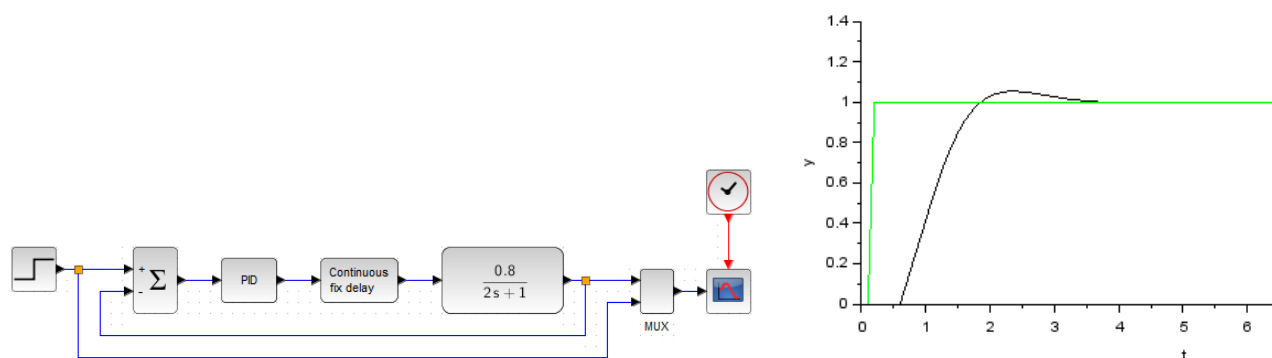 +
-
Σ
PID
Continuous
fix delay
0.8
2s + 1
MUX
1.4
1.2
1
0.8
0.6
0.4
0.2
0
y
0 1 2 3 4 5 6
t